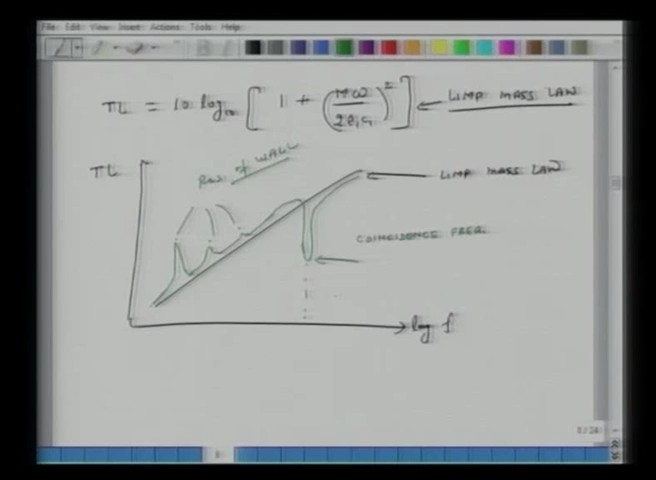 File Edit View Insert Actions Tools Help
TL = 10 log10 [ 1 + (Mω / 2ρ1c1)² ] ← LIMP MASS LAW
TL
of WALL
LIMP MASS LAW
COINCIDENCE FREQ.
log f